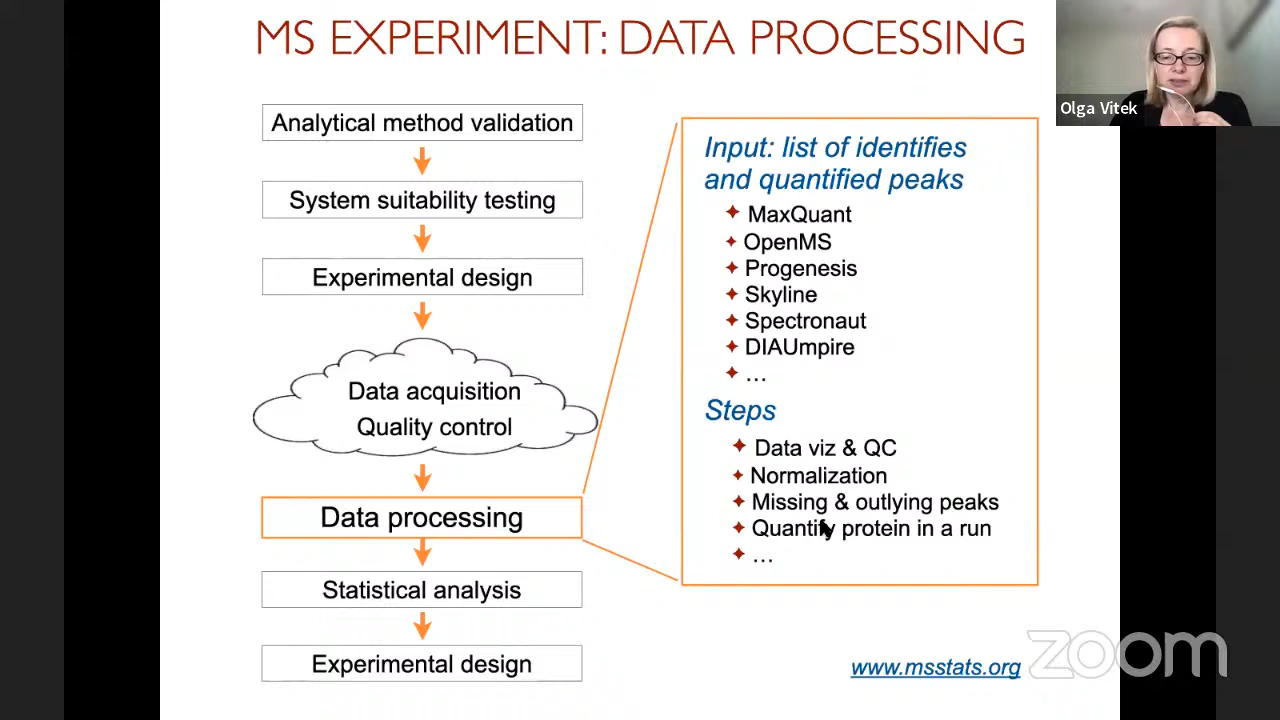 MS EXPERIMENT: DATA PROCESSING
Olga Vitek
Analytical method validation
System suitability testing
Experimental design
Data acquisition
Quality control
Data processing
Statistical analysis
Experimental design
Input: list of identifies
and quantified peaks
MaxQuant
OpenMS
Progenesis
Skyline
Spectronaut
DIAUmpire
…
Steps
Data viz & QC
Normalization
Missing & outlying peaks
Quantify protein in a run
…
www.msstats.org
zoom